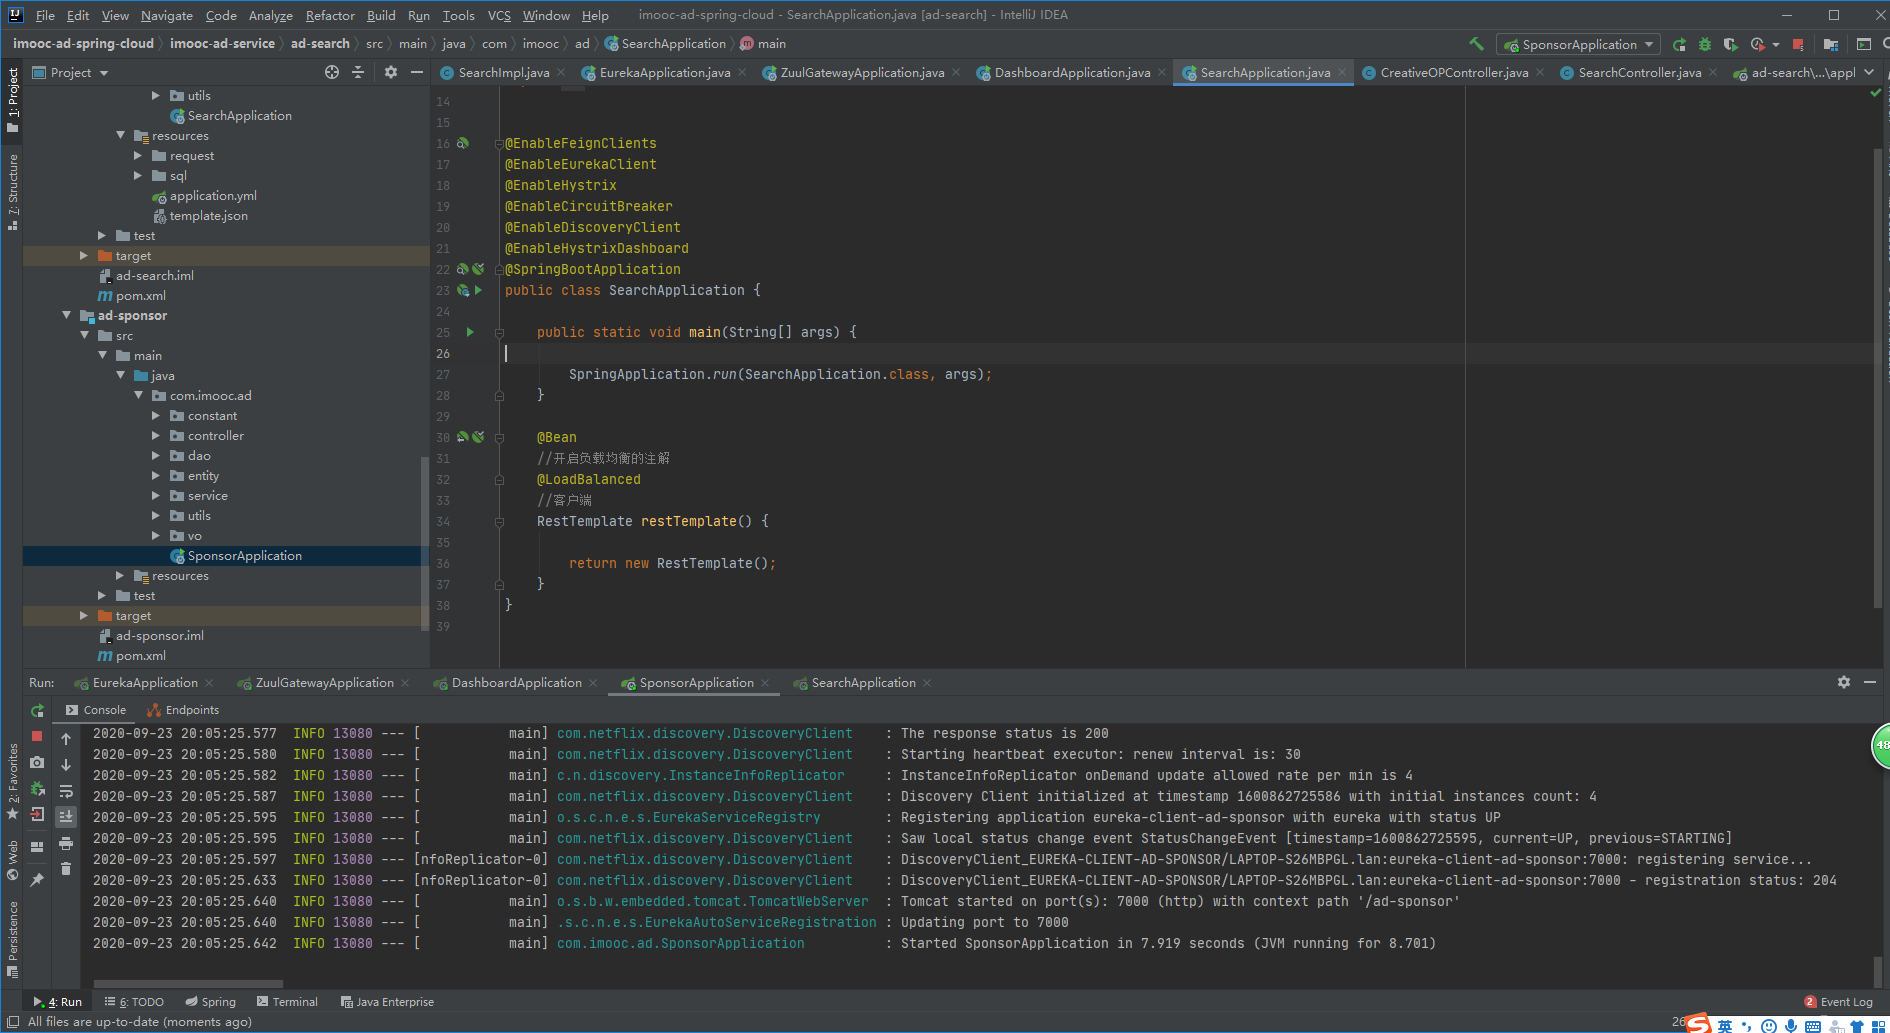 File Edit View Navigate Code Analyze Refactor Build Run Tools VCS Window Help imooc-ad-spring-cloud - SearchApplication.java [ad-search] - IntelliJ IDEA
imooc-ad-spring-cloud imooc-ad-service ad-search src main java com imooc ad SearchApplication main SponsorApplication
Project SearchImpl.java EurekaApplication.java ZuulGatewayApplication.java DashboardApplication.java SearchApplication.java CreativeOPController.java SearchController.java ad-search\...\appl
1: Project
7: Structure
2: Favorites
Web
Persistence
utils
SearchApplication
resources
request
sql
application.yml
template.json
test
target
ad-search.iml
pom.xml
ad-sponsor
src
main
java
com.imooc.ad
constant
controller
dao
entity
service
utils
vo
SponsorApplication
resources
test
target
ad-sponsor.iml
pom.xml
14
15
16 @EnableFeignClients
17 @EnableEurekaClient
18 @EnableHystrix
19 @EnableCircuitBreaker
20 @EnableDiscoveryClient
21 @EnableHystrixDashboard
22 @SpringBootApplication
23 public class SearchApplication {
24
25 public static void main(String[] args) {
26
27 SpringApplication.run(SearchApplication.class, args);
28 }
29
30 @Bean
31 //开启负载均衡的注解
32 @LoadBalanced
33 //客户端
34 RestTemplate restTemplate() {
35
36 return new RestTemplate();
37 }
38 }
39
Run: EurekaApplication ZuulGatewayApplication DashboardApplication SponsorApplication SearchApplication
Console Endpoints
2020-09-23 20:05:25.577 INFO 13080 --- [ main] com.netflix.discovery.DiscoveryClient : The response status is 200
2020-09-23 20:05:25.580 INFO 13080 --- [ main] com.netflix.discovery.DiscoveryClient : Starting heartbeat executor: renew interval is: 30
2020-09-23 20:05:25.582 INFO 13080 --- [ main] c.n.discovery.InstanceInfoReplicator : InstanceInfoReplicator onDemand update allowed rate per min is 4
2020-09-23 20:05:25.587 INFO 13080 --- [ main] com.netflix.discovery.DiscoveryClient : Discovery Client initialized at timestamp 1600862725586 with initial instances count: 4
2020-09-23 20:05:25.595 INFO 13080 --- [ main] o.s.c.n.e.s.EurekaServiceRegistry : Registering application eureka-client-ad-sponsor with eureka with status UP
2020-09-23 20:05:25.595 INFO 13080 --- [ main] com.netflix.discovery.DiscoveryClient : Saw local status change event StatusChangeEvent [timestamp=1600862725595, current=UP, previous=STARTING]
2020-09-23 20:05:25.597 INFO 13080 --- [nfoReplicator-0] com.netflix.discovery.DiscoveryClient : DiscoveryClient_EUREKA-CLIENT-AD-SPONSOR/LAPTOP-S26MBPGL.lan:eureka-client-ad-sponsor:7000: registering service...
2020-09-23 20:05:25.633 INFO 13080 --- [nfoReplicator-0] com.netflix.discovery.DiscoveryClient : DiscoveryClient_EUREKA-CLIENT-AD-SPONSOR/LAPTOP-S26MBPGL.lan:eureka-client-ad-sponsor:7000 - registration status: 204
2020-09-23 20:05:25.640 INFO 13080 --- [ main] o.s.b.w.embedded.tomcat.TomcatWebServer : Tomcat started on port(s): 7000 (http) with context path '/ad-sponsor'
2020-09-23 20:05:25.640 INFO 13080 --- [ main] .s.c.n.e.s.EurekaAutoServiceRegistration : Updating port to 7000
2020-09-23 20:05:25.642 INFO 13080 --- [ main] com.imooc.ad.SponsorApplication : Started SponsorApplication in 7.919 seconds (JVM running for 8.701)
48
4: Run 6: TODO Spring Terminal Java Enterprise 2 Event Log
All files are up-to-date (moments ago) 26 英